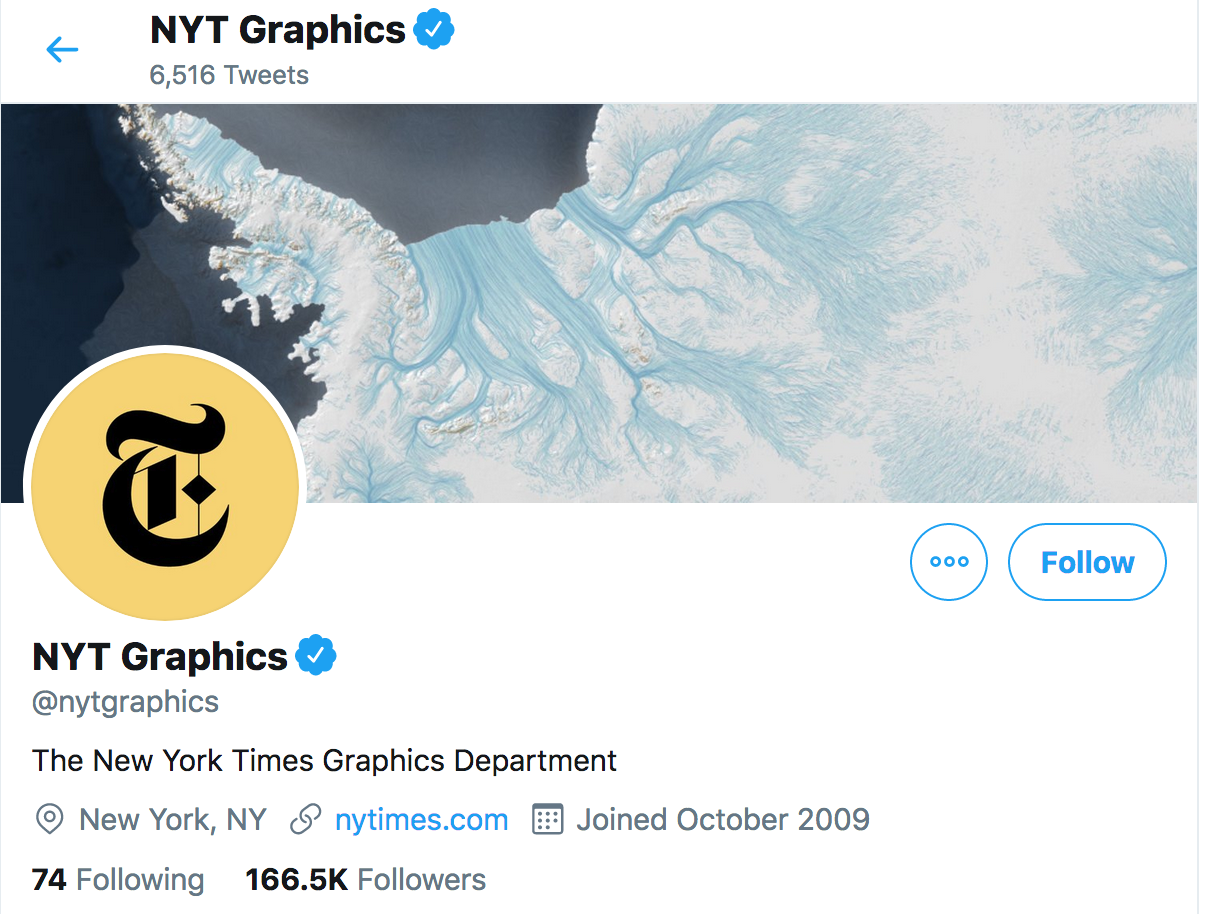 NYT Graphics
6,516 Tweets
Follow
NYT Graphics
@nytgraphics
The New York Times Graphics Department
New York, NY nytimes.com Joined October 2009
74 Following 166.5K Followers